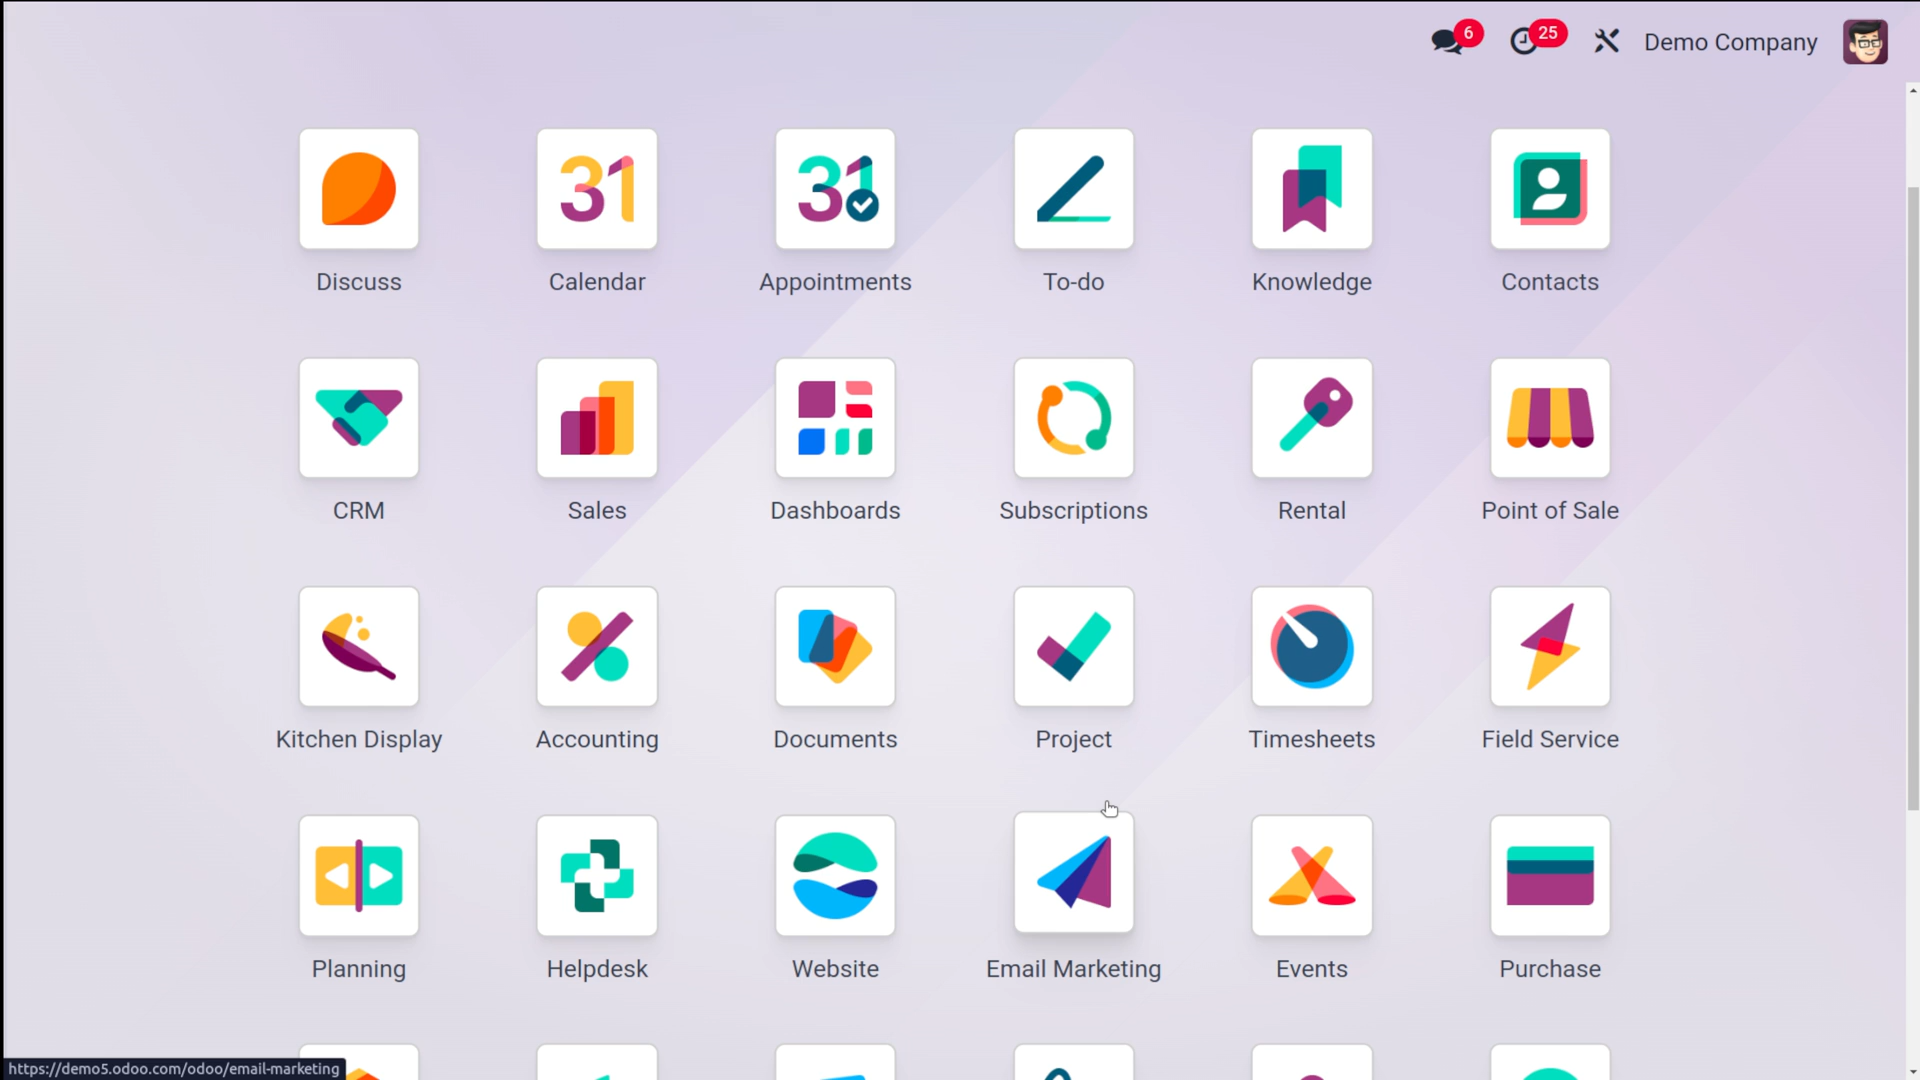 6
25
Demo Company
Discuss
Calendar
Appointments
To-do
Knowledge
Contacts
CRM
Sales
Dashboards
Subscriptions
Rental
Point of Sale
Kitchen Display
Accounting
Documents
Project
Timesheets
Field Service
Planning
Helpdesk
Website
Email Marketing
Events
Purchase
https://demo5.odoo.com/odoo/email-marketing